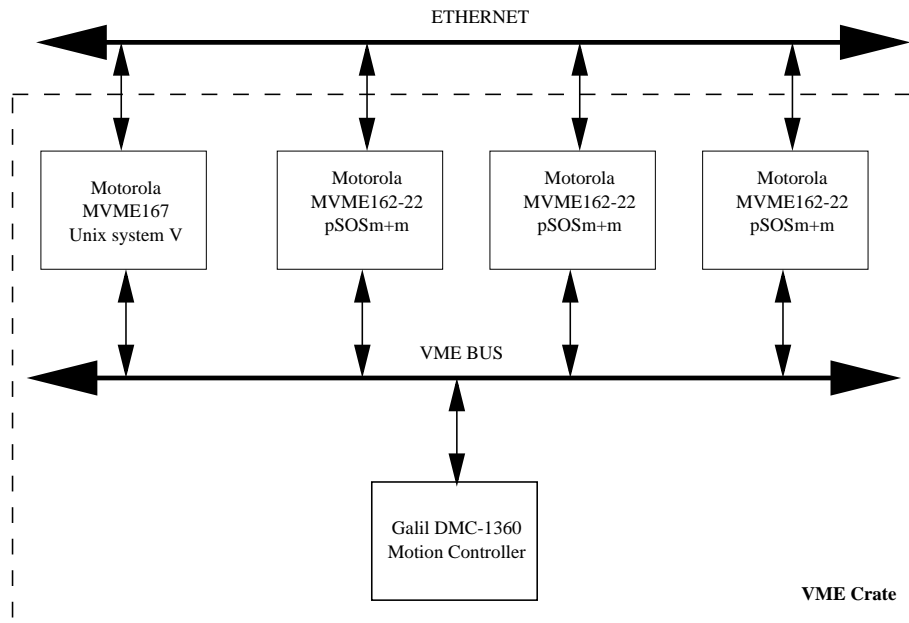 ETHERNET
Motorola
MVME167
Unix system V
Motorola
MVME162-22
pSOSm+m
Motorola
MVME162-22
pSOSm+m
Motorola
MVME162-22
pSOSm+m
VME BUS
Galil DMC-1360
Motion Controller
VME Crate